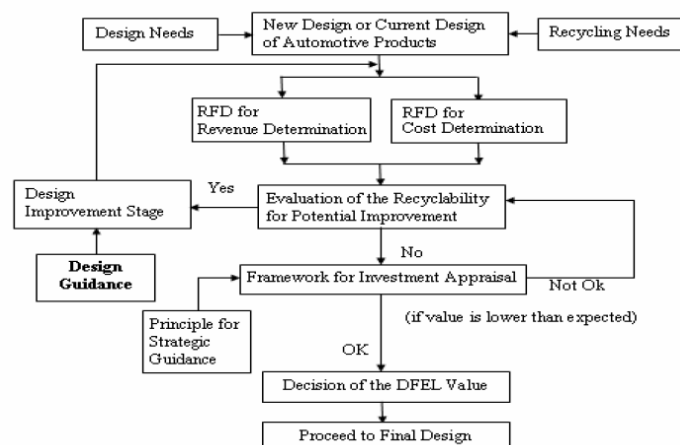 Design Needs
New Design or Current Design
of Automotive Products
Recycling Needs
RFD for
Revenue Determination
RFD for
Cost Determination
Design
Improvement Stage
Yes
Evaluation of the Recyclability
for Potential Improvement
Design
Guidance
No
Framework for Investment Appraisal
Not Ok
(if value is lower than expected)
Principle for
Strategic
Guidance
OK
Decision of the DFEL Value
Proceed to Final Design